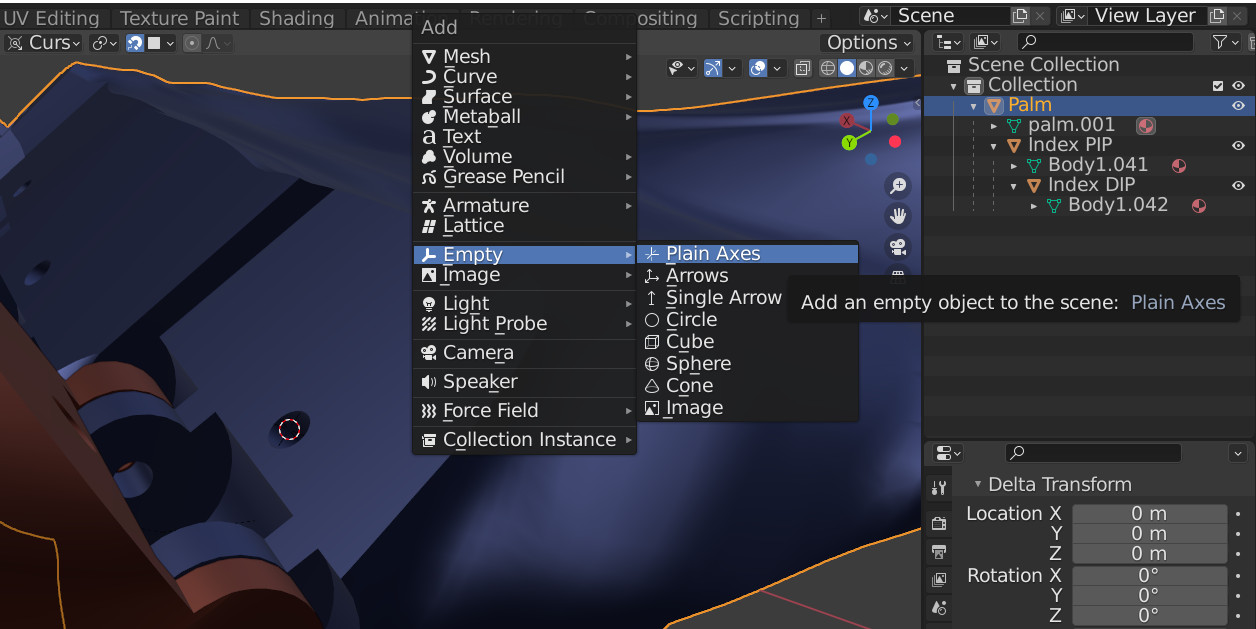 UV Editing Texture Paint Shading Animat Rendering Compositing Scripting +
Scene View Layer
Curs Options
Add
Mesh
Curve
Surface
Metaball
Text
Volume
Grease Pencil
Armature
Lattice
Empty
Image
Light
Light Probe
Camera
Speaker
Force Field
Collection Instance
Plain Axes
Arrows
Single Arrow
Circle
Cube
Sphere
Cone
Image
Add an empty object to the scene: Plain Axes
Z
X
Y
Scene Collection
Collection
Palm
palm.001
Index PIP
Body1.041
Index DIP
Body1.042
Delta Transform
Location X 0 m
Y 0 m
Z 0 m
Rotation X 0°
Y 0°
Z 0°